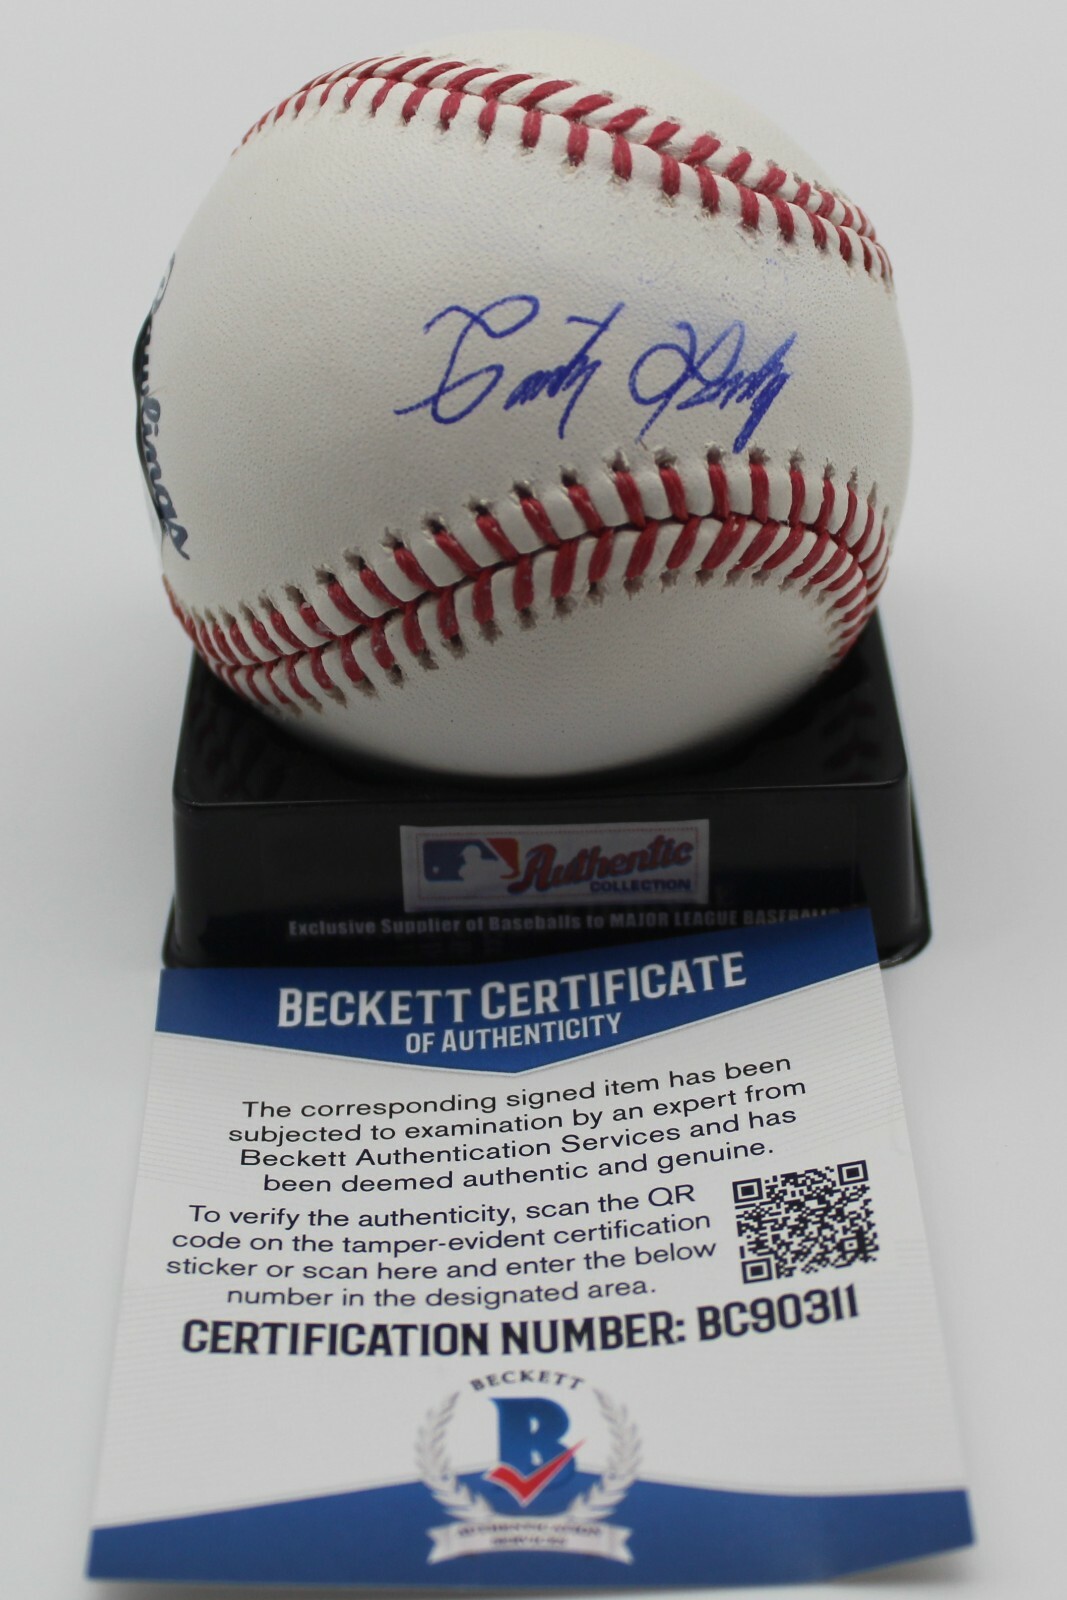 Rawlings
Authentic
COLLECTION
Exclusive Supplier of Baseballs to MAJOR LEAGUE BASEBALL
BECKETT CERTIFICATE
OF AUTHENTICITY
The corresponding signed item has been
subjected to examination by an expert from
Beckett Authentication Services and has
been deemed authentic and genuine.
To verify the authenticity, scan the QR
code on the tamper-evident certification
sticker or scan here and enter the below
number in the designated area.
CERTIFICATION NUMBER: BC90311
BECKETT
B
AUTHENTICATION
SERVICES